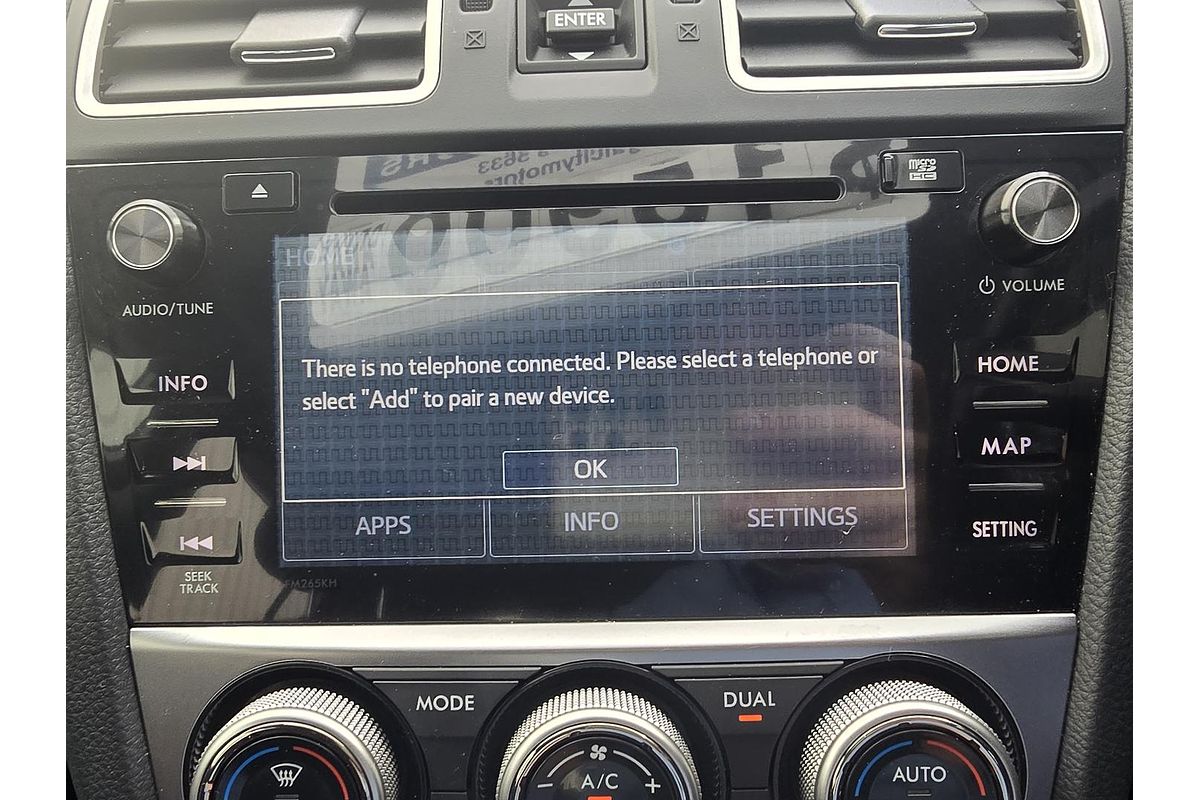 ENTER
micro
SD
HC
AUDIO/TUNE
VOLUME
HOME
There is no telephone connected. Please select a telephone or
select "Add" to pair a new device.
OK
APPS
INFO
SETTINGS
INFO
SEEK
TRACK
HOME
MAP
SETTING
FM265KH
MODE
DUAL
A/C
AUTO